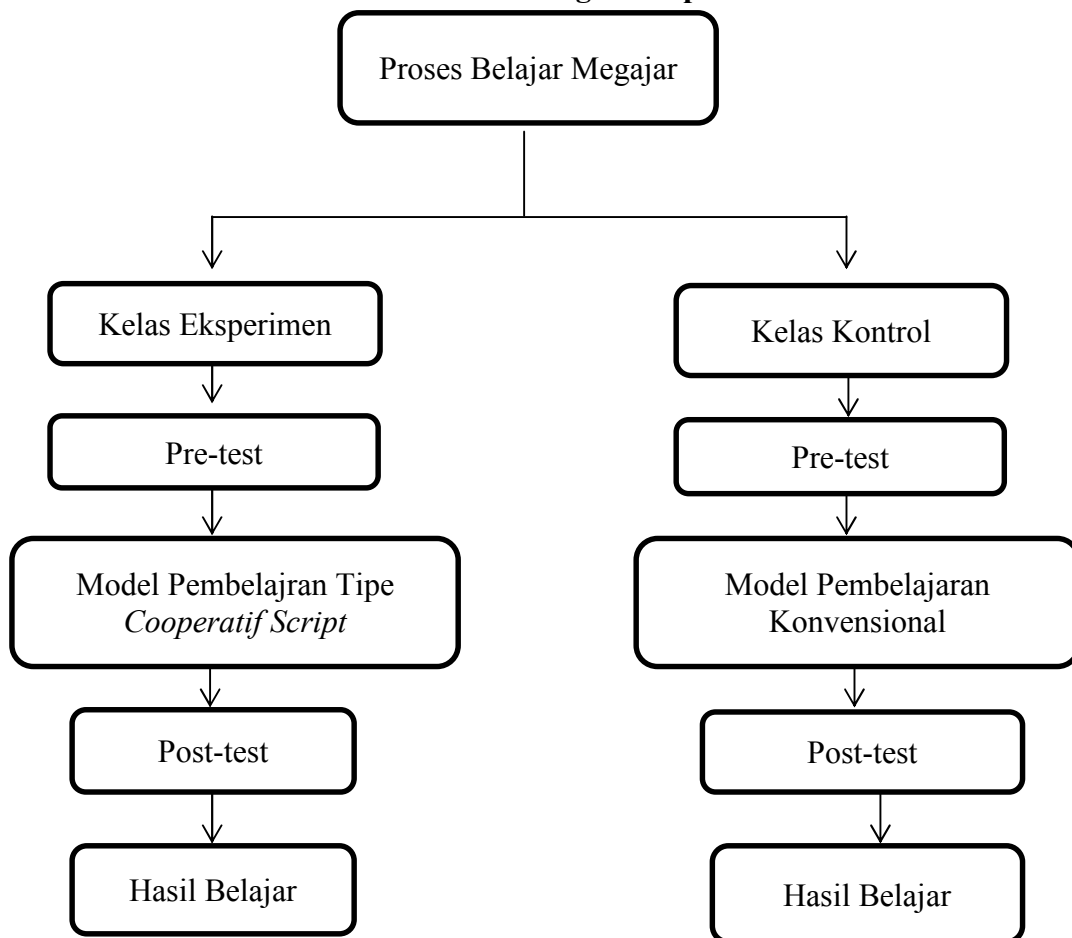 Proses Belajar Megajar
Kelas Eksperimen
Kelas Kontrol
Pre-test
Pre-test
Model Pembelajran Tipe
Cooperatif Script
Model Pembelajaran
Konvensional
Post-test
Post-test
Hasil Belajar
Hasil Belajar